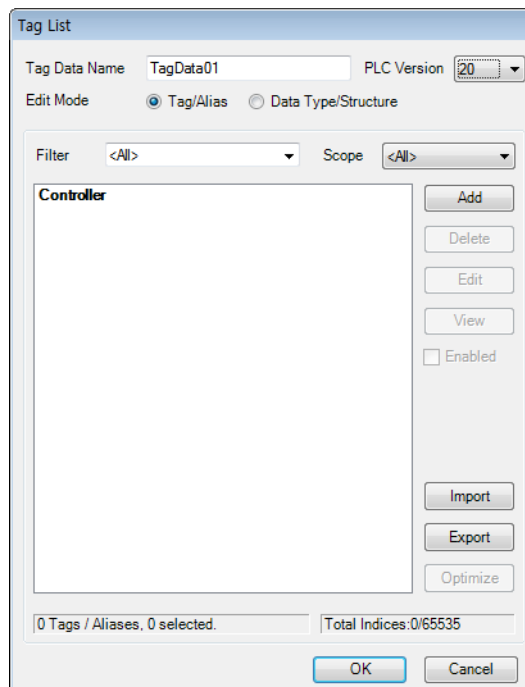 Tag List
Tag Data Name TagData01 PLC Version 20
Edit Mode Tag/Alias Data Type/Structure
Filter <All> Scope <All>
Controller
Add
Delete
Edit
View
Enabled
Import
Export
Optimize
0 Tags / Aliases, 0 selected. Total Indices:0/65535
OK Cancel